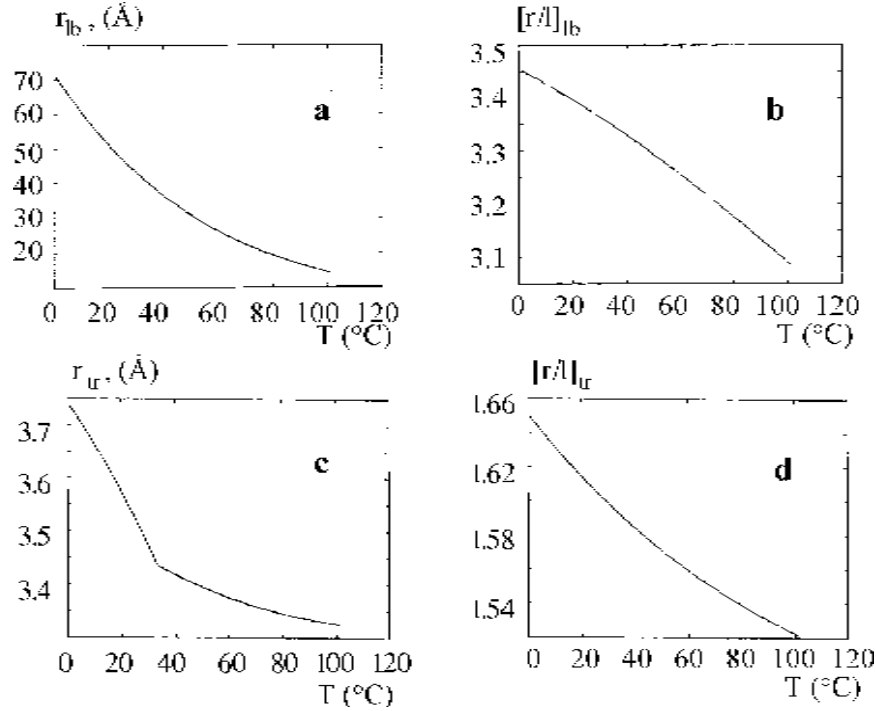 r_lb , (Å)
70
60
50
40
30
20
a
0 20 40 60 80 100 120
T (°C)
[r/l]_lb
3.5
3.4
3.3
3.2
3.1
b
0 20 40 60 80 100 120
T (°C)
r_tr , (Å)
3.7
3.6
3.5
3.4
c
0 20 40 60 80 100 120
T (°C)
[r/l]_tr
1.66
1.62
1.58
1.54
d
0 20 40 60 80 100 120
T (°C)